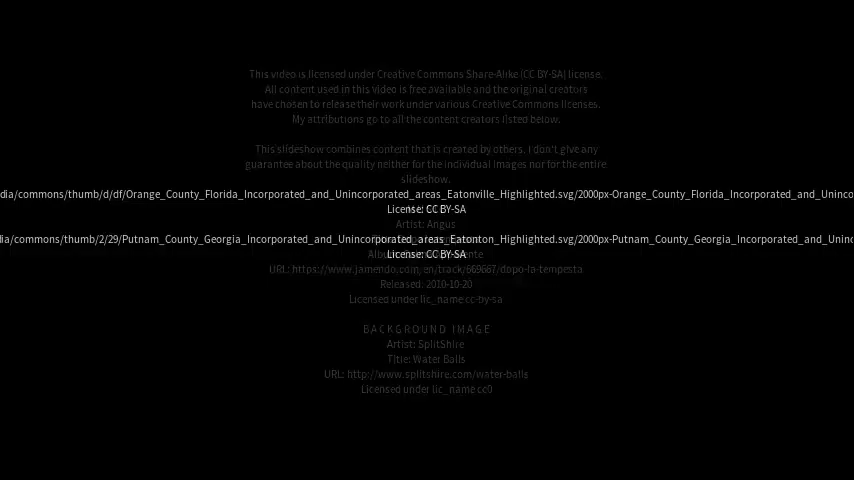 This video is licensed under Creative Commons Share-Alike (CC BY-SA) license.
All content used in this video is free available and the original creators
have chosen to release their work under various Creative Commons licenses.
My attributions go to all the content creators listed below.
This slideshow combines content that is created by others. I don't give any
guarantee about the quality neither for the individual images nor for the entire
slideshow.
dia/commons/thumb/d/df/Orange_County_Florida_Incorporated_and_Unincorporated_areas_Eatonville_Highlighted.svg/2000px-Orange_County_Florida_Incorporated_and_Uninco
License: CC BY-SA
Artist: Angus
dia/commons/thumb/2/29/Putnam_County_Georgia_Incorporated_and_Unincorporated_areas_Eatonton_Highlighted.svg/2000px-Putnam_County_Georgia_Incorporated_and_Uninc
License: CC BY-SA
URL: https://www.jamendo.com/en/track/669667/dopo-la-tempesta
Released: 2010-10-20
Licensed under lic_name cc-by-sa
BACKGROUND IMAGE
Artist: SplitShire
Title: Water Balls
URL: http://www.splitshire.com/water-balls
Licensed under lic_name cc0